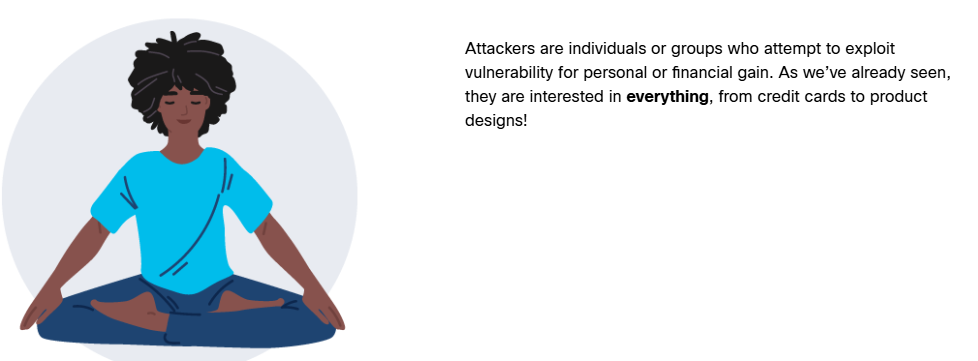 Attackers are individuals or groups who attempt to exploit
vulnerability for personal or financial gain. As we’ve already seen,
they are interested in everything, from credit cards to product
designs!